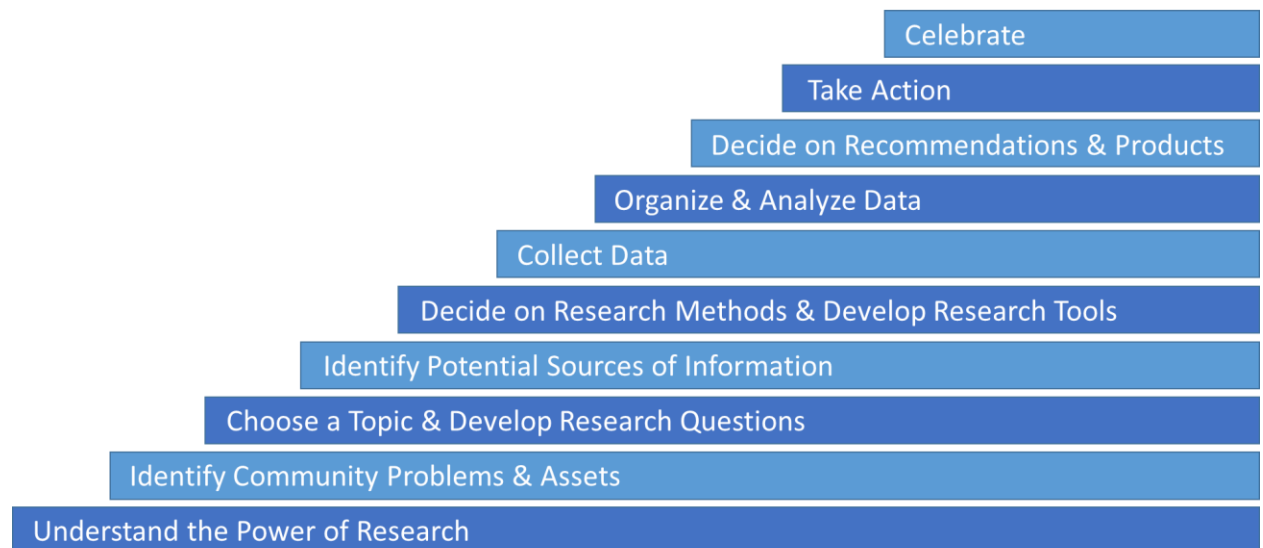 Celebrate
Take Action
Decide on Recommendations & Products
Organize & Analyze Data
Collect Data
Decide on Research Methods & Develop Research Tools
Identify Potential Sources of Information
Choose a Topic & Develop Research Questions
Identify Community Problems & Assets
Understand the Power of Research